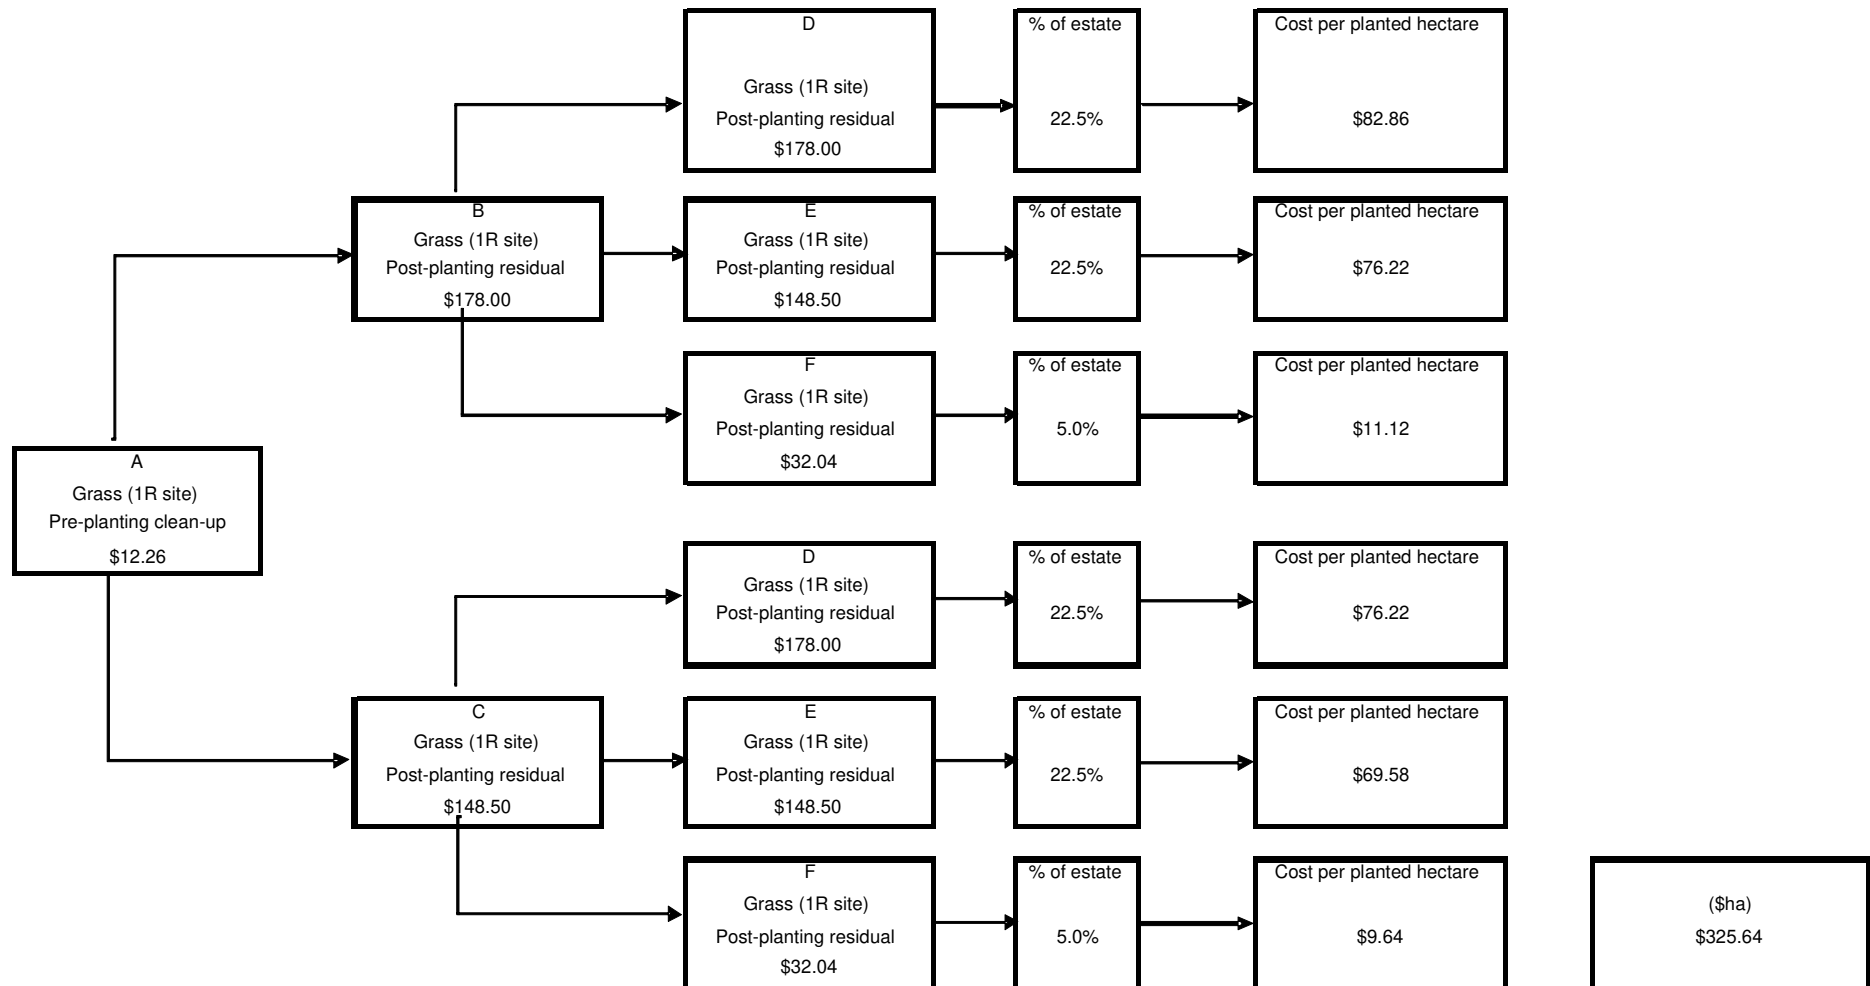 D
Grass (1R site)
Post-planting residual
$178.00
% of estate
22.5%
Cost per planted hectare
$82.86
B
Grass (1R site)
Post-planting residual
$178.00
E
Grass (1R site)
Post-planting residual
$148.50
% of estate
22.5%
Cost per planted hectare
$76.22
F
Grass (1R site)
Post-planting residual
$32.04
% of estate
5.0%
Cost per planted hectare
$11.12
A
Grass (1R site)
Pre-planting clean-up
$12.26
D
Grass (1R site)
Post-planting residual
$178.00
% of estate
22.5%
Cost per planted hectare
$76.22
C
Grass (1R site)
Post-planting residual
$148.50
E
Grass (1R site)
Post-planting residual
$148.50
% of estate
22.5%
Cost per planted hectare
$69.58
F
Grass (1R site)
Post-planting residual
$32.04
% of estate
5.0%
Cost per planted hectare
$9.64
($ha)
$325.64